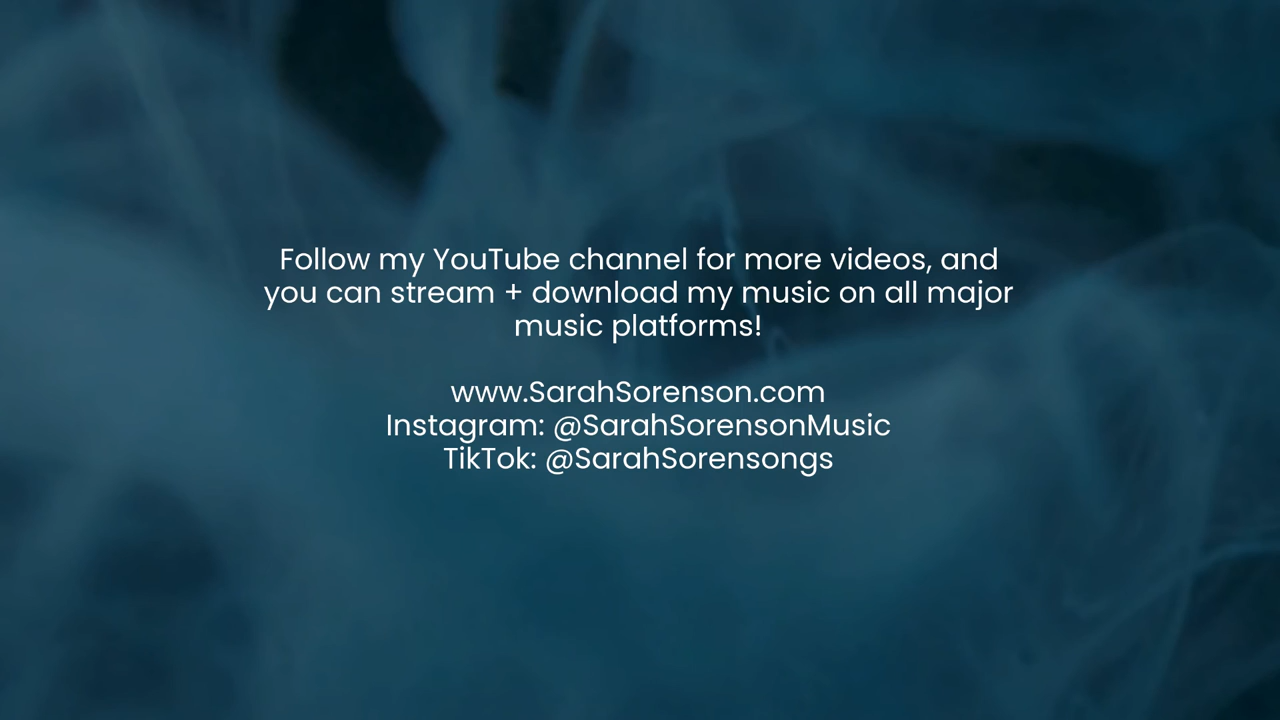 Follow my YouTube channel for more videos, and
you can stream + download my music on all major
music platforms!
www.SarahSorenson.com
Instagram: @SarahSorensonMusic
TikTok: @SarahSorensongs